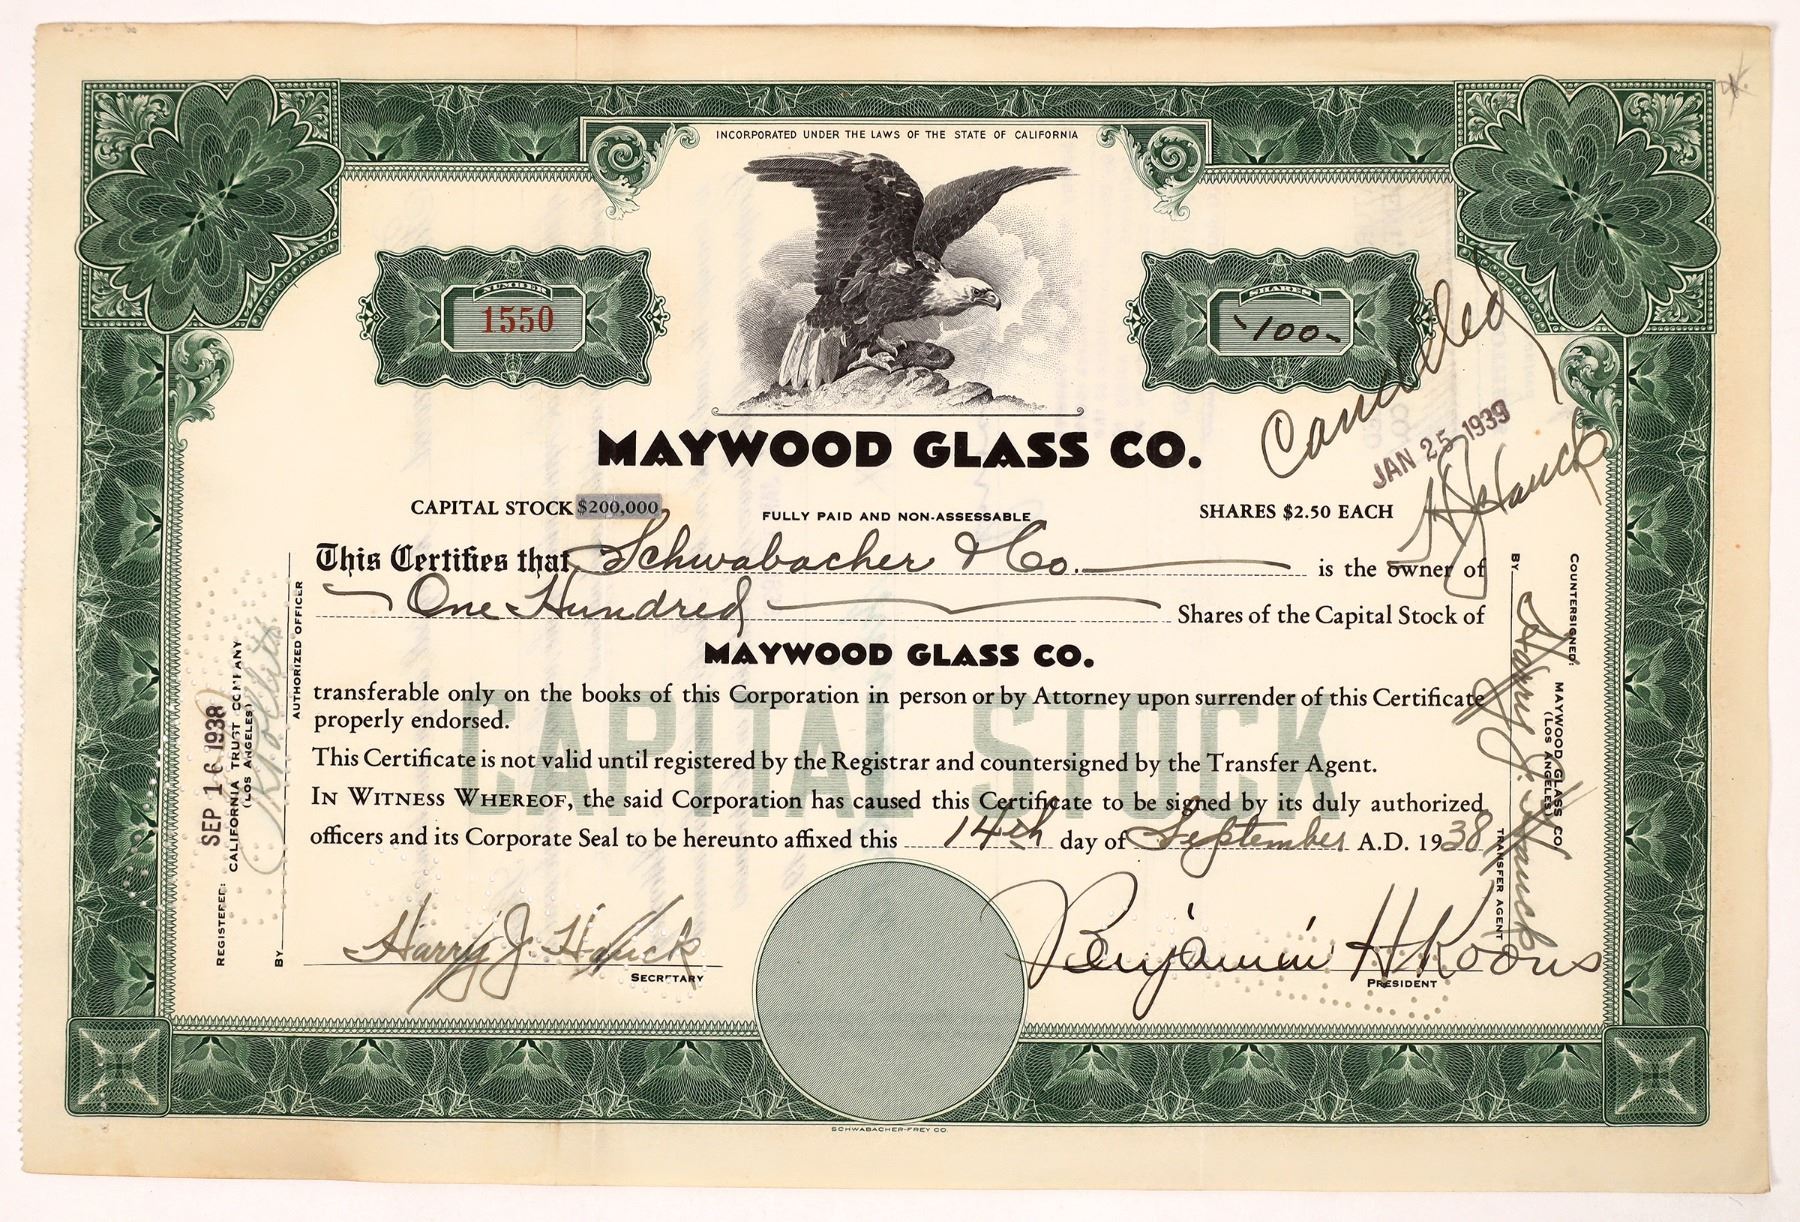 INCORPORATED UNDER THE LAWS OF THE STATE OF CALIFORNIA
NUMBER
1550
SHARES
-100-
Cancelled
JAN 25 1939
H J Hauck
MAYWOOD GLASS CO.
CAPITAL STOCK $200,000
FULLY PAID AND NON-ASSESSABLE
SHARES $2.50 EACH
This Certifies that Schwabacher & Co. is the owner of
One Hundred Shares of the Capital Stock of
MAYWOOD GLASS CO.
transferable only on the books of this Corporation in person or by Attorney upon surrender of this Certificate
properly endorsed.
CAPITAL STOCK
This Certificate is not valid until registered by the Registrar and countersigned by the Transfer Agent.
IN WITNESS WHEREOF, the said Corporation has caused this Certificate to be signed by its duly authorized
officers and its Corporate Seal to be hereunto affixed this 14th day of September A.D. 1938
Harry J. Hauck
SECRETARY
Benjamin H Koons
PRESIDENT
REGISTERED:
SEP 16 1938
CALIFORNIA TRUST COMPANY
(LOS ANGELES)
BY
AUTHORIZED OFFICER
COUNTERSIGNED:
MAYWOOD GLASS CO.
(LOS ANGELES)
BY Harry J. Hauck
TRANSFER AGENT
SCHWABACHER-FREY CO.